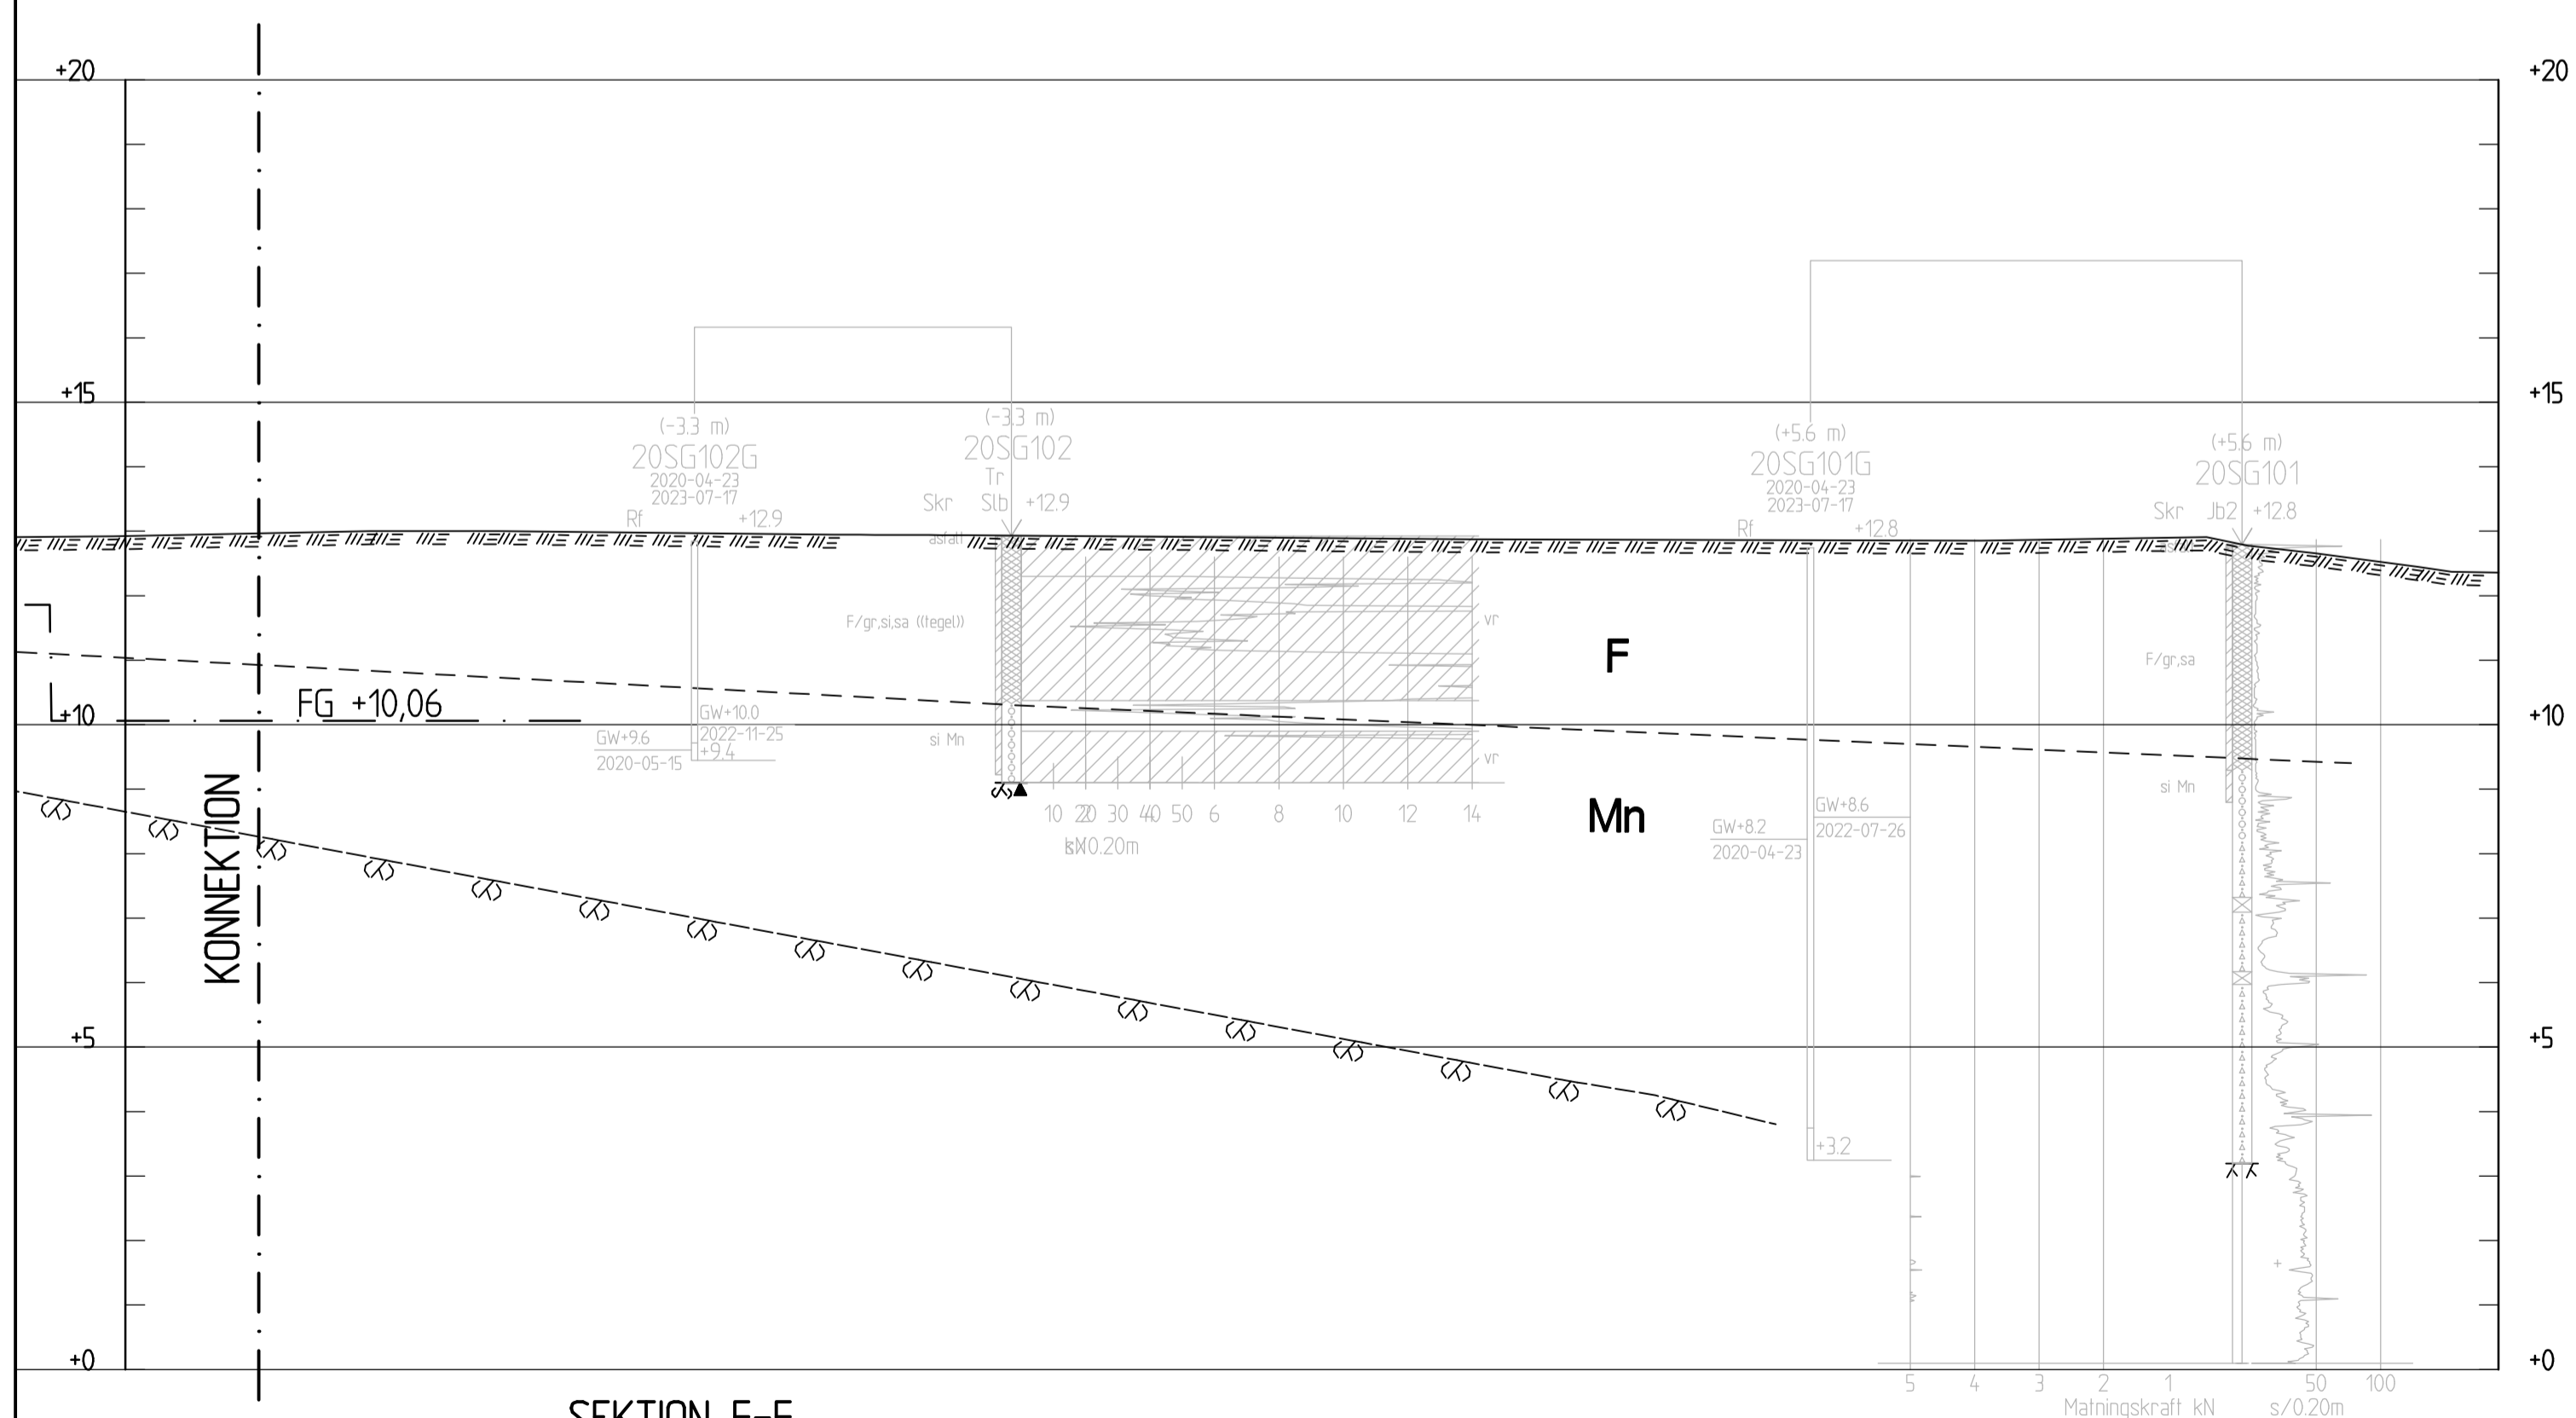 +20
+20
+15
+15
(-3.3 m)
20SG102G
2020-04-23
2023-07-17
Rf +12.9
(-3.3 m)
20SG102
Tr
Skr Slb +12.9
asfalt
(+5.6 m)
20SG101G
2020-04-23
2023-07-17
Rf +12.8
(+5.6 m)
20SG101
Skr Jb2 +12.8
F/gr,si,sa ((tegel))
vr
F
F/gr,sa
FG +10,06
+10
+10
GW+10.0
2022-11-25
+9.4
GW+9.6
2020-05-15
si Mn
vr
si Mn
Mn
GW+8.6
2022-07-26
GW+8.2
2020-04-23
10 20 30 40 50 6 8 10 12 14
0.20m
KONNEKTION
+5
+5
+3.2
+0
+0
5 4 3 2 1 50 100
Matningskraft kN s/0.20m
SEKTION